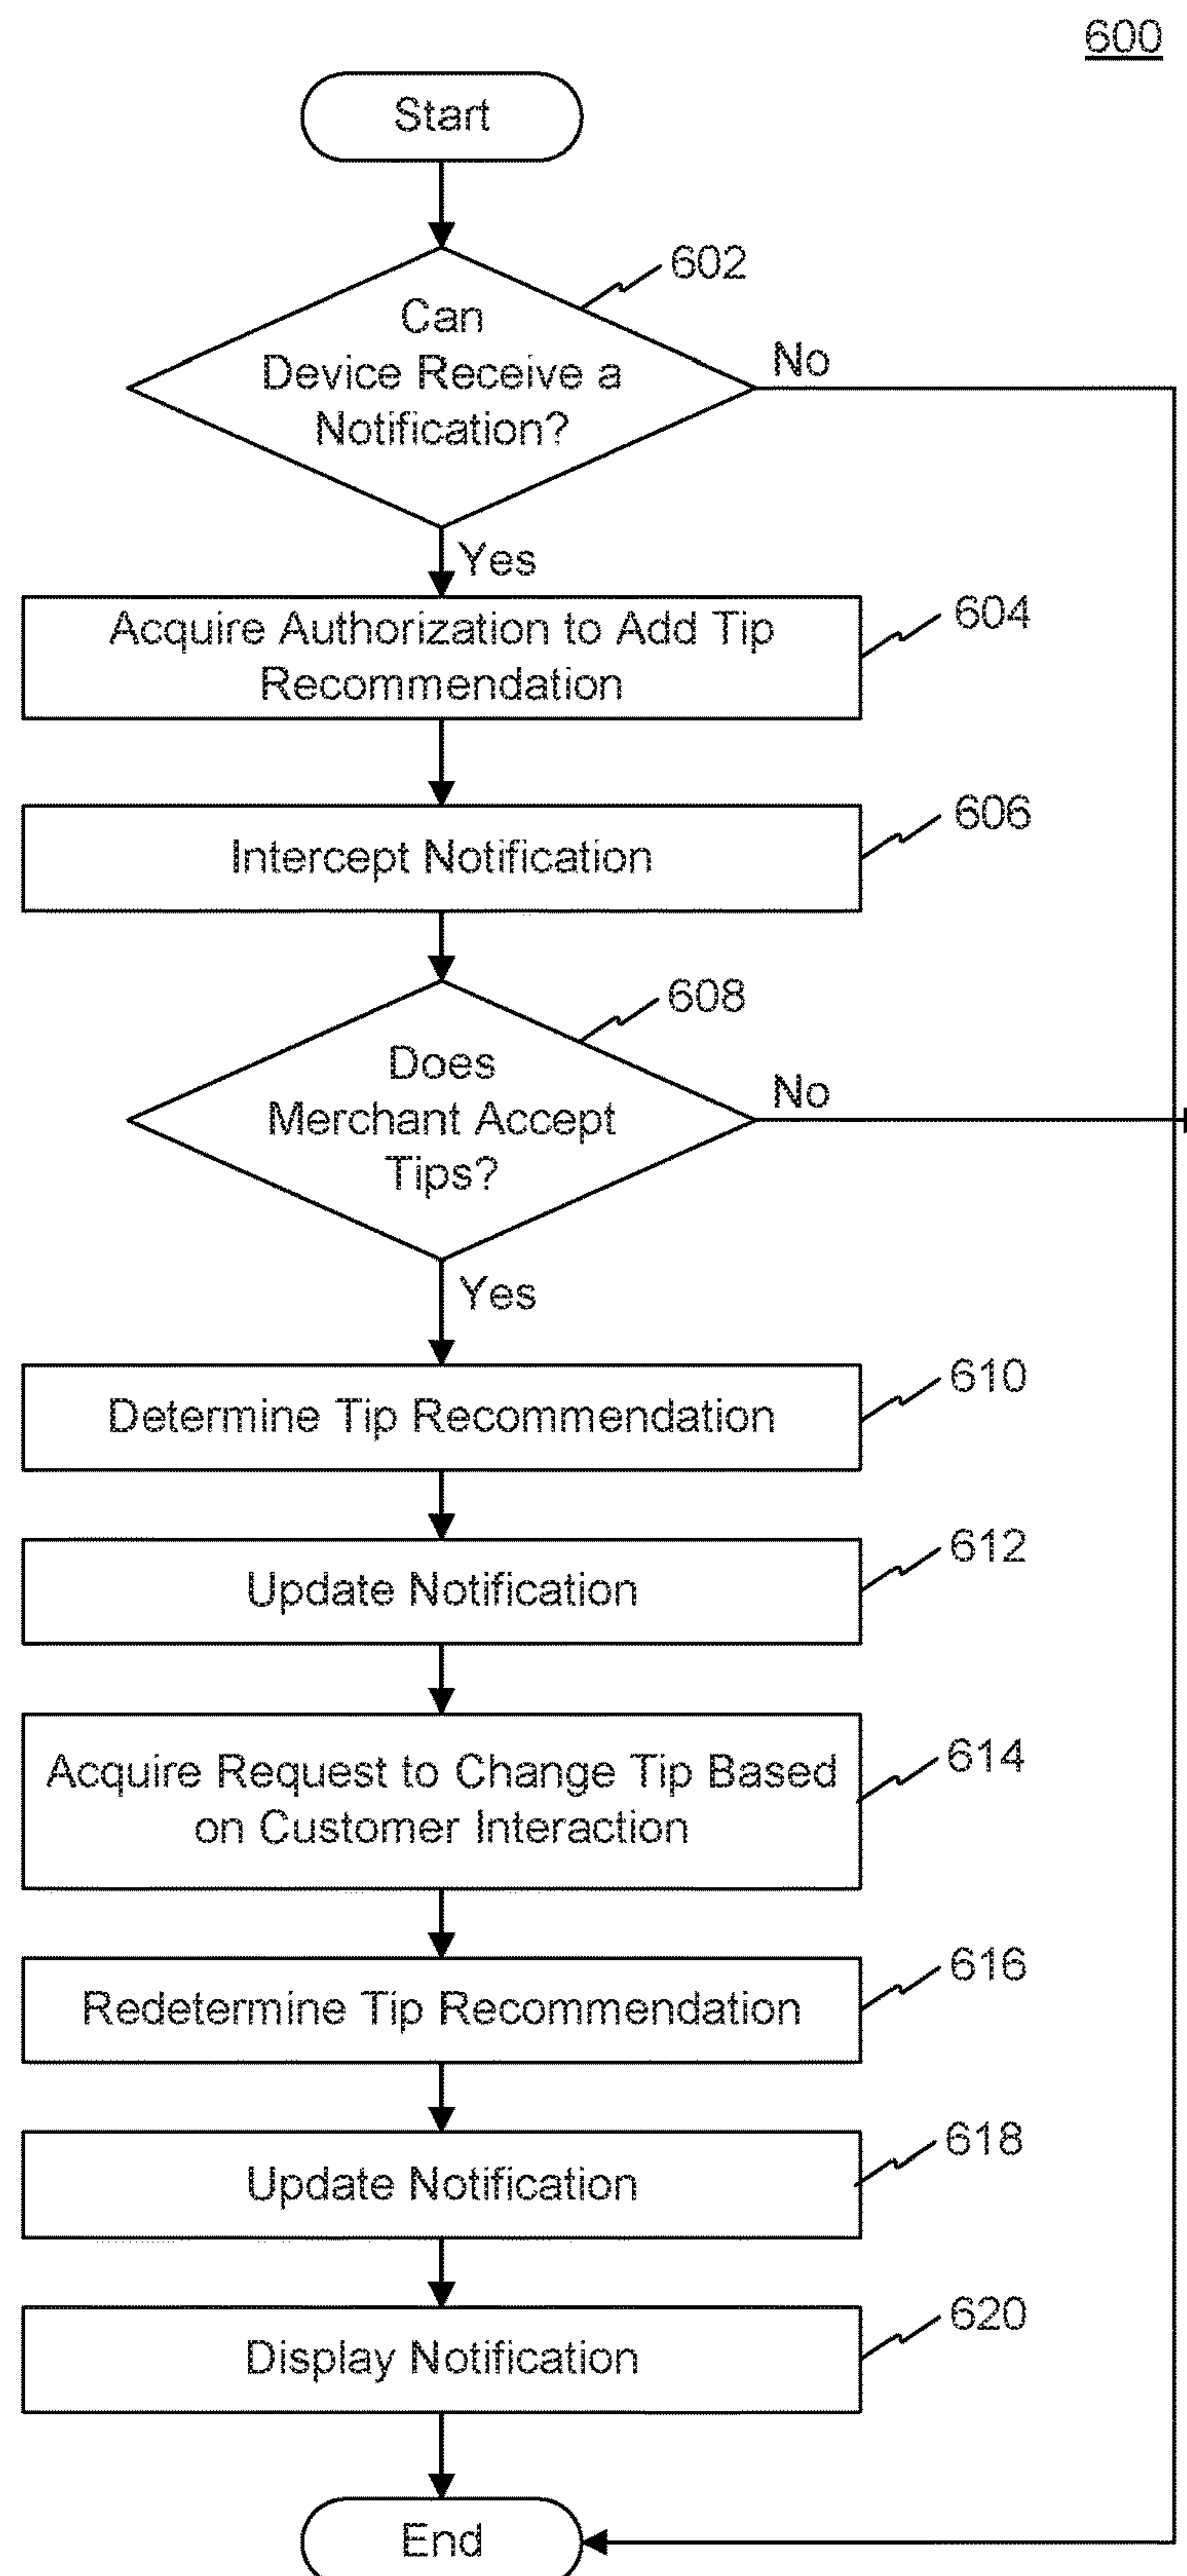 600
Start
602
Can
Device Receive a
Notification?
No
Yes
604
Acquire Authorization to Add Tip
Recommendation
606
Intercept Notification
608
Does
Merchant Accept
Tips?
No
Yes
610
Determine Tip Recommendation
612
Update Notification
614
Acquire Request to Change Tip Based
on Customer Interaction
616
Redetermine Tip Recommendation
618
Update Notification
620
Display Notification
End